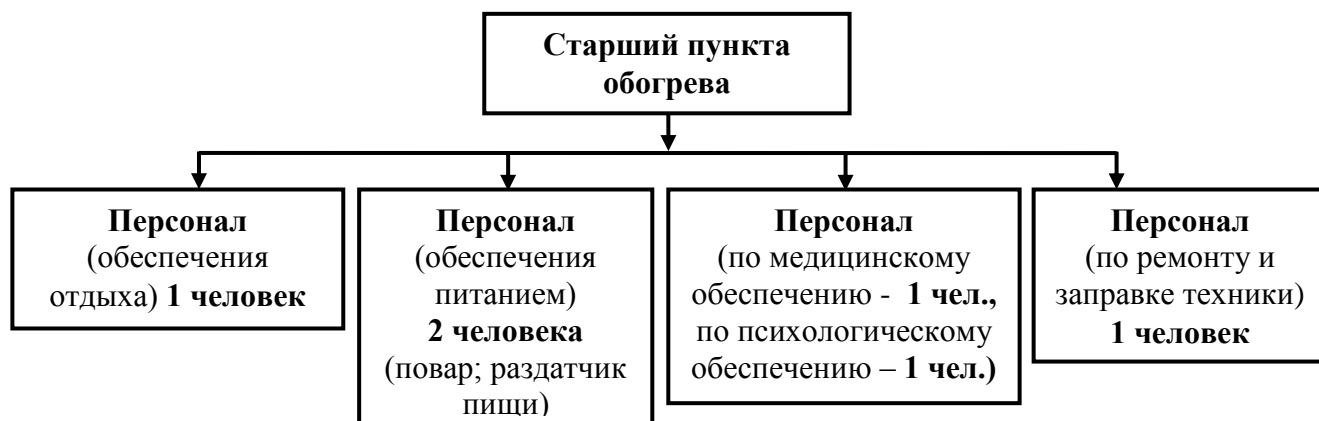 Старший пункта
обогрева
Персонал
(обеспечения
отдыха) 1 человек
Персонал
(обеспечения
питанием)
2 человека
(повар; раздатчик
пищи)
Персонал
(по медицинскому
обеспечению - 1 чел.,
по психологическому
обеспечению – 1 чел.)
Персонал
(по ремонту и
заправке техники)
1 человек